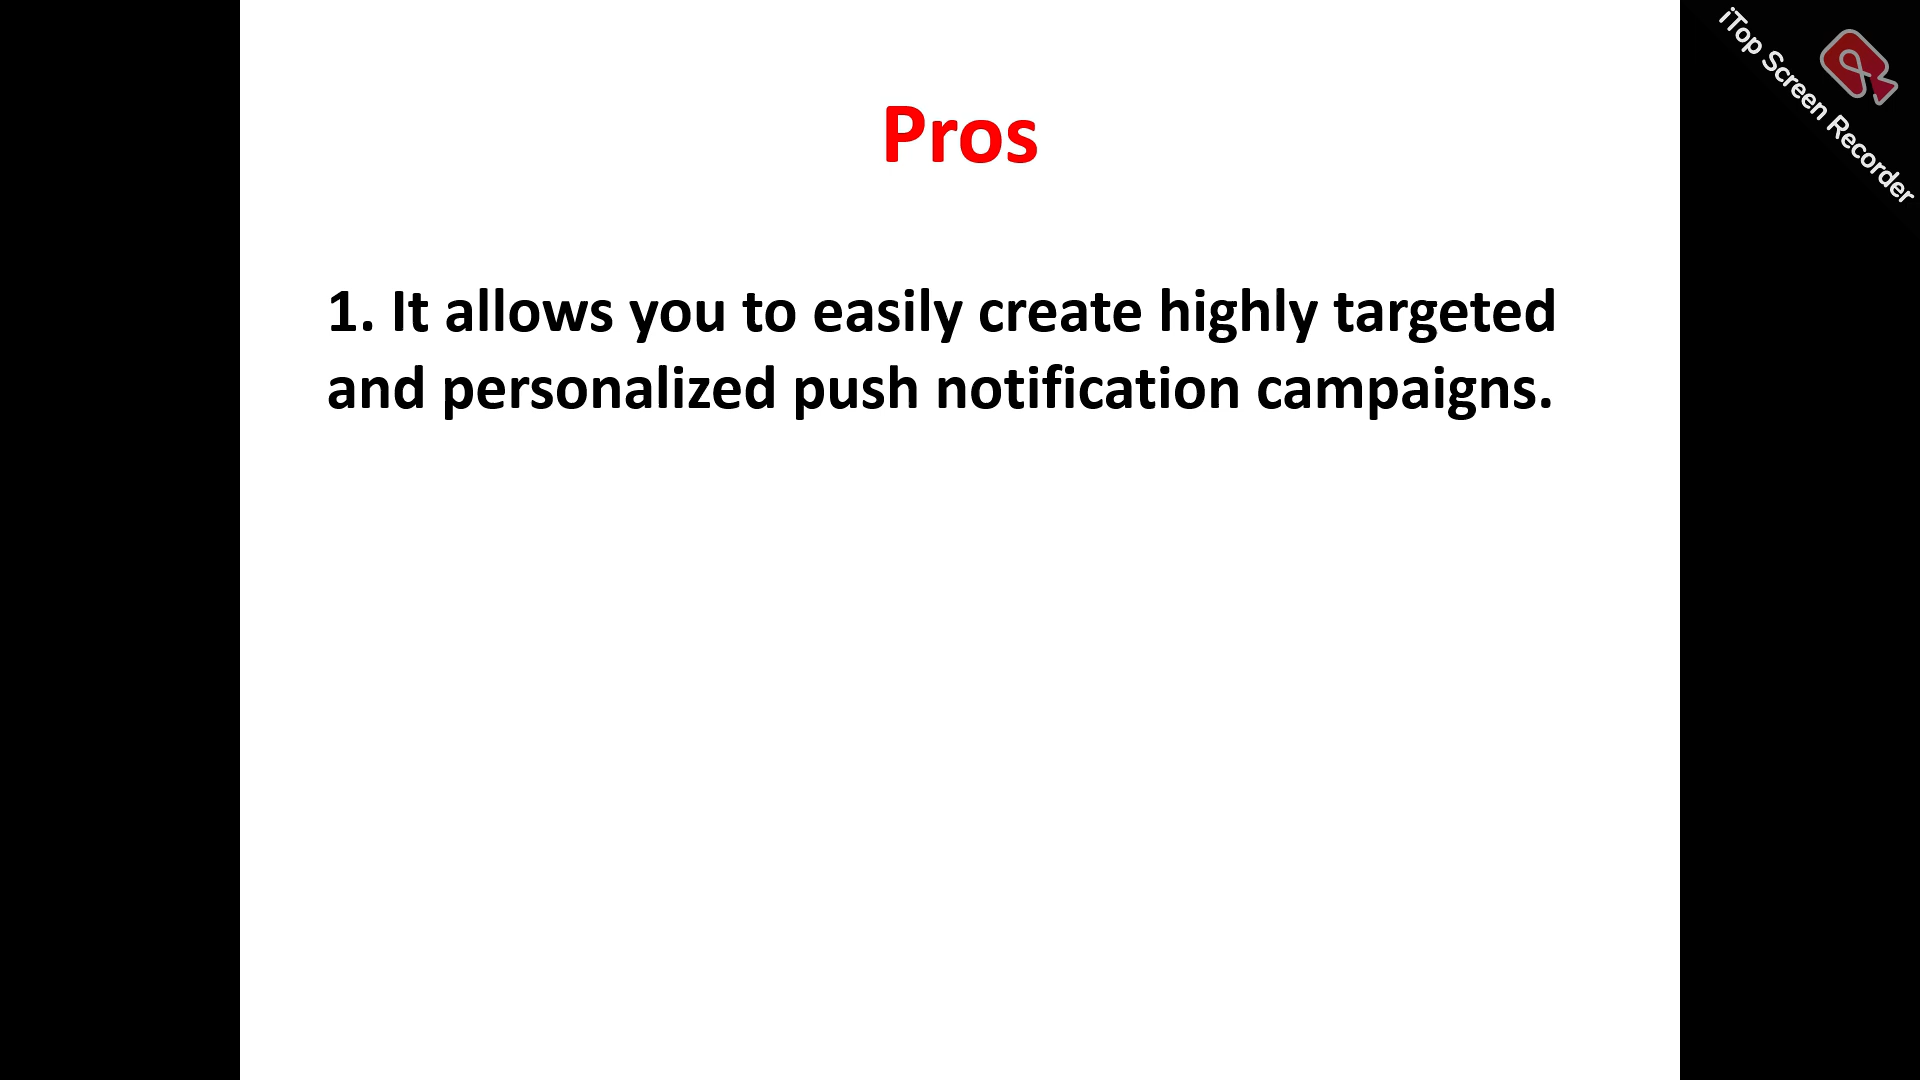 Pros
1. It allows you to easily create highly targeted
and personalized push notification campaigns.
iTop Screen Recorder